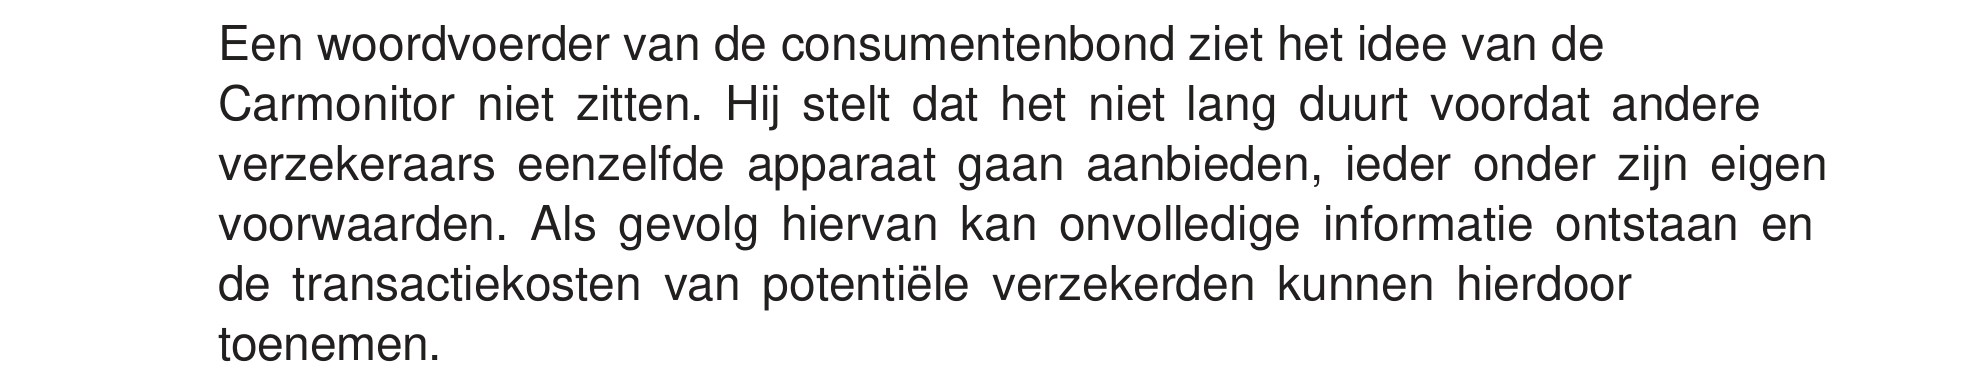 Een woordvoerder van de consumentenbond ziet het idee van de
Carmonitor niet zitten. Hij stelt dat het niet lang duurt voordat andere
verzekeraars eenzelfde apparaat gaan aanbieden, ieder onder zijn eigen
voorwaarden. Als gevolg hiervan kan onvolledige informatie ontstaan en
de transactiekosten van potentiële verzekerden kunnen hierdoor
toenemen.